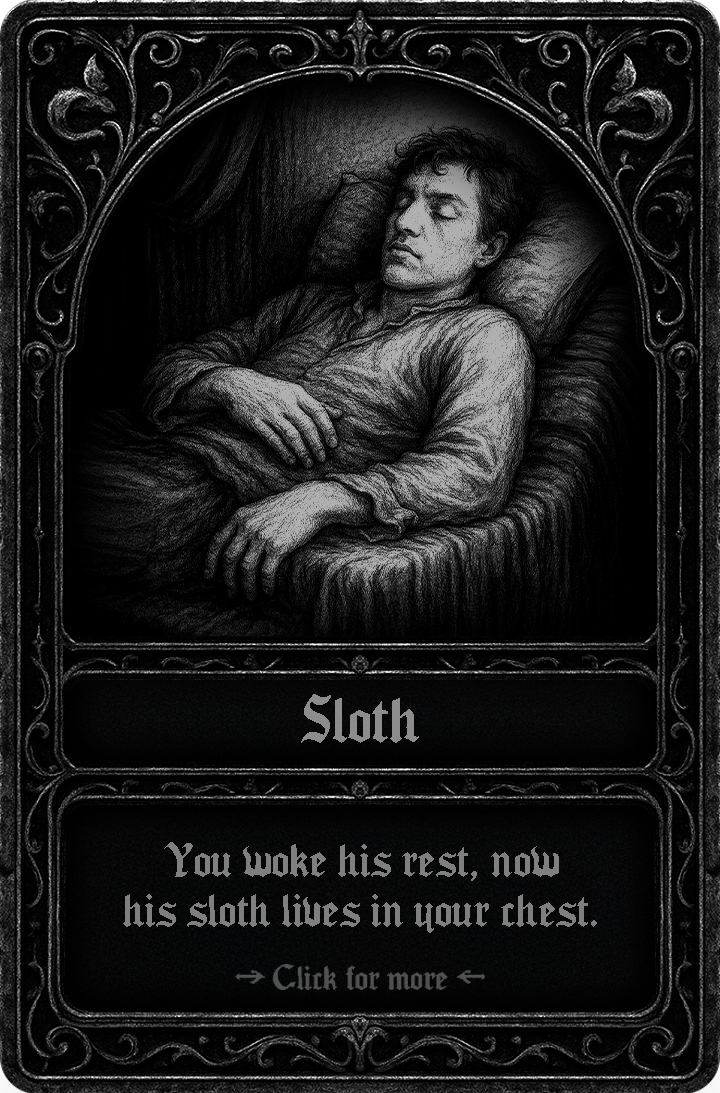 Sloth
You woke his rest, now
his sloth lives in your chest.
→ Click for more ←